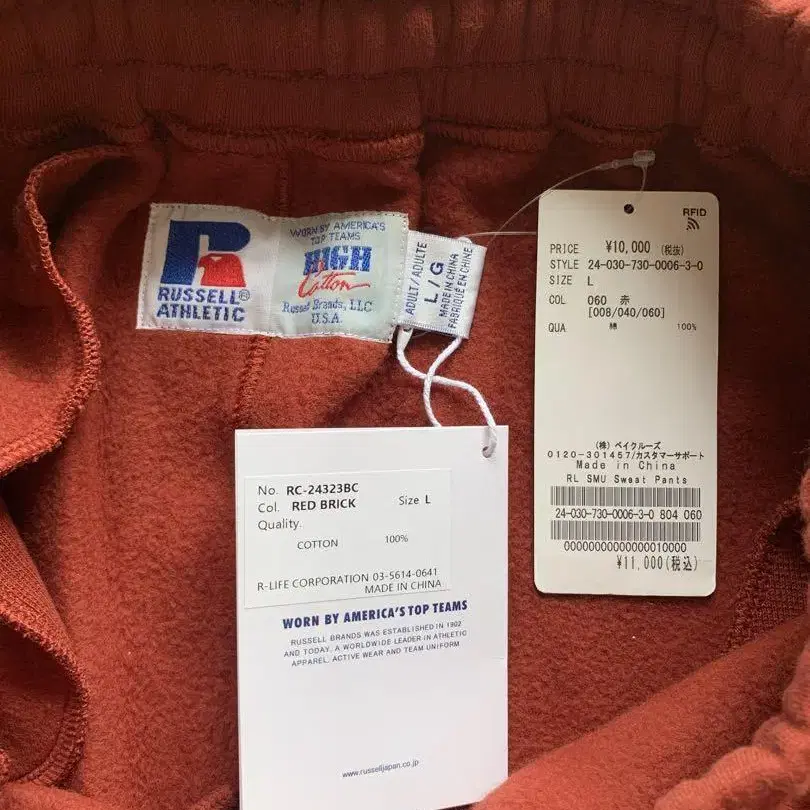 RUSSELL®
ATHLETIC
WORN BY AMERICA'S
TOP TEAMS
HIGH
Cotton
Russell Brands, LLC
U.S.A.
ADULT/ADULTE
L/G
MADE IN CHINA
FABRIQUÉ EN CHINE
RFID
PRICE ¥10,000 (税抜)
STYLE 24-030-730-0006-3-0
SIZE L
COL 060 赤
[008/040/060]
QUA 綿 100%
(株) ベイクルーズ
0120-301457/カスタマーサポート
Made in China
RL SMU Sweat Pants
24-030-730-0006-3-0 804 060
0000000000000010000
¥11,000(税込)
No. RC-24323BC
Col. RED BRICK Size L
Quality.
COTTON 100%
R-LIFE CORPORATION 03-5614-0641
MADE IN CHINA
WORN BY AMERICA'S TOP TEAMS
RUSSELL BRANDS WAS ESTABLISHED IN 1902
AND TODAY, A WORLDWIDE LEADER IN ATHLETIC
APPAREL, ACTIVE WEAR AND TEAM UNIFORM
www.russelljapan.co.jp